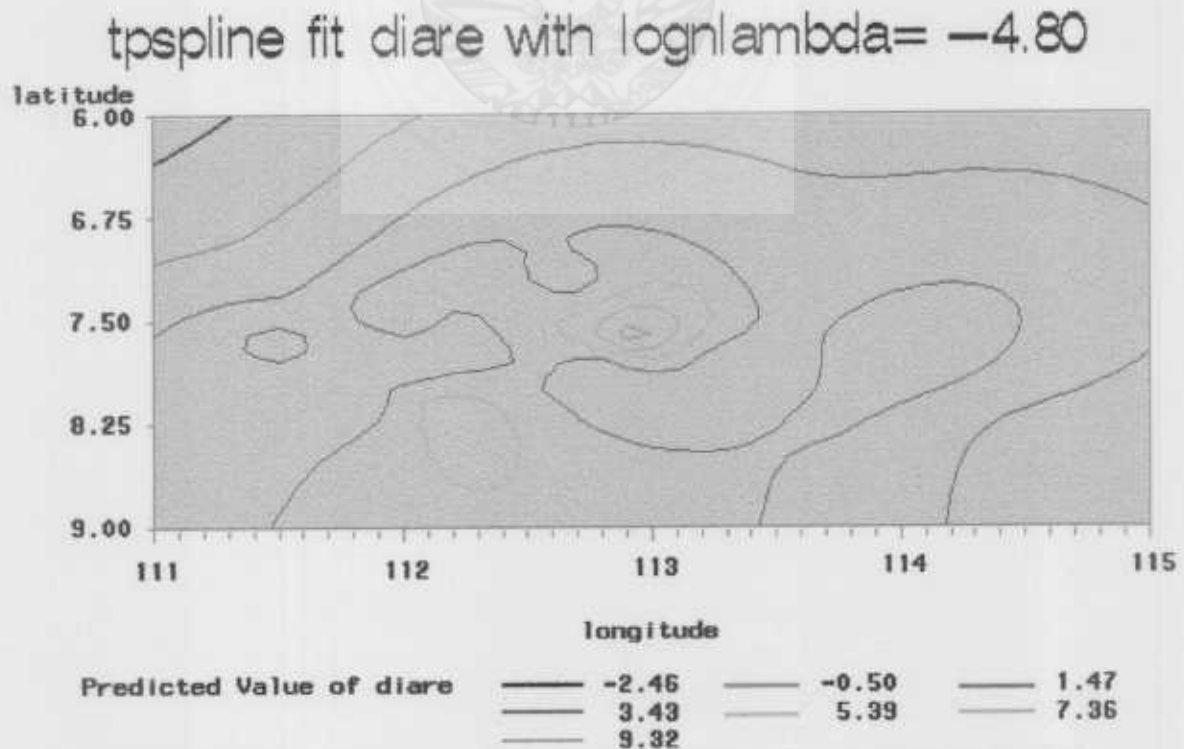 tpspline fit diare with lognlambda= −4.80
latitude
6.00
6.75
7.50
8.25
9.00
111 112 113 114 115
longitude
Predicted Value of diare -2.46 -0.50 1.47
3.43 5.39 7.36
9.32